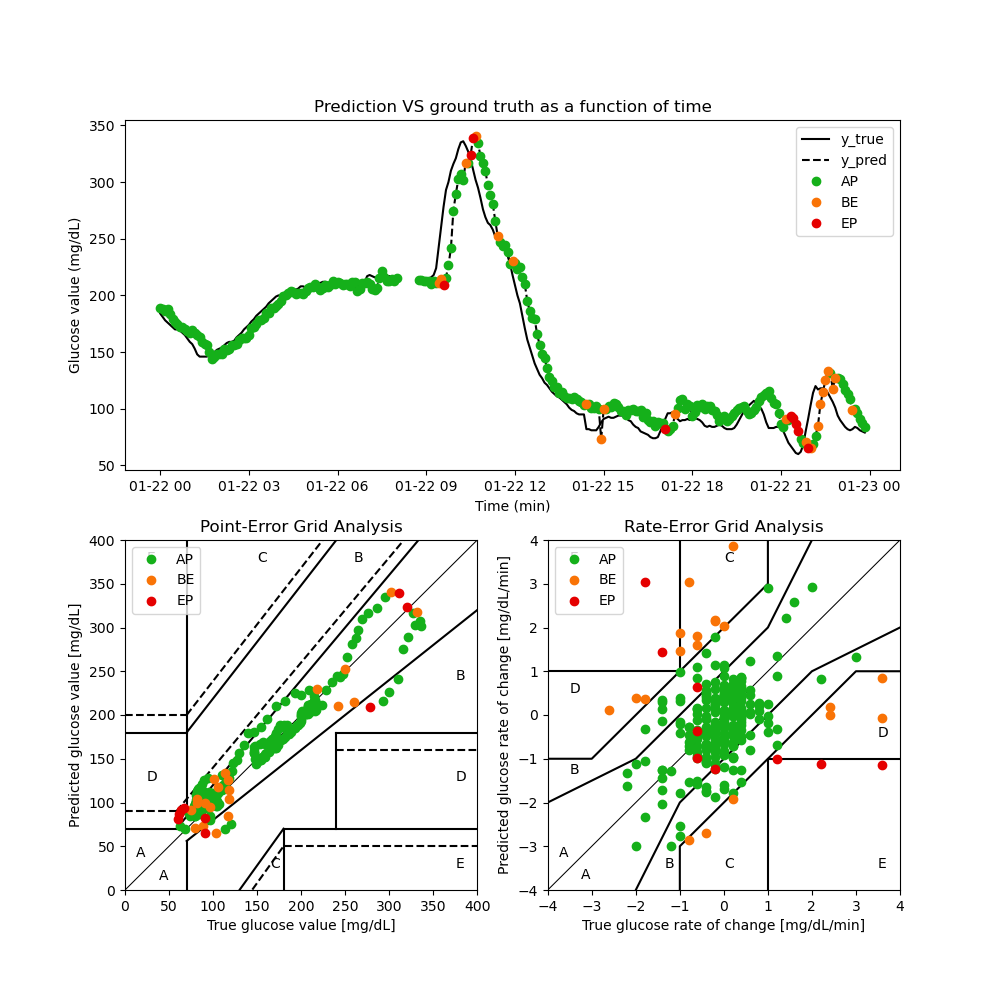 Prediction VS ground truth as a function of time
Glucose value (mg/dL)
350
300
250
200
150
100
50
y_true
y_pred
AP
BE
EP
01-22 00 01-22 03 01-22 06 01-22 09 01-22 12 01-22 15 01-22 18 01-22 21 01-23 00
Time (min)
Point-Error Grid Analysis
Predicted glucose value [mg/dL]
400
350
300
250
200
150
100
50
0
AP
BE
EP
C
B
B
D
D
A
A
C
E
0 50 100 150 200 250 300 350 400
True glucose value [mg/dL]
Rate-Error Grid Analysis
Predicted glucose rate of change [mg/dL/min]
4
3
2
1
0
−1
−2
−3
−4
AP
BE
EP
C
D
D
B
A
A
B
C
E
−4 −3 −2 −1 0 1 2 3 4
True glucose rate of change [mg/dL/min]